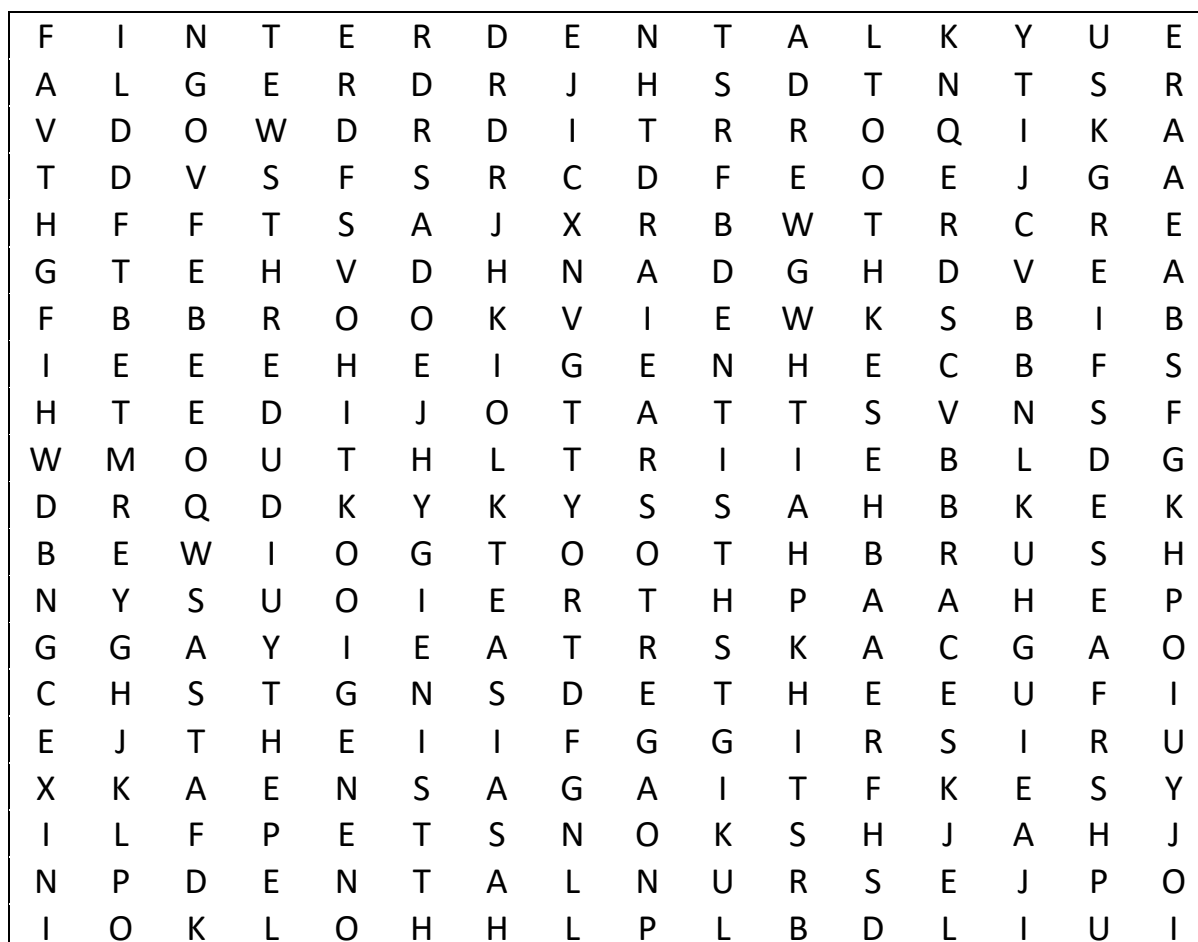 F I N T E R D E N T A L K Y U E
A L G E R D R J H S D T N T S R
V D O W D R D I T R R O Q I K A
T D V S F S R C D F E O E J G A
H F F T S A J X R B W T R C R E
G T E H V D H N A D G H D V E A
F B B R O O K V I E W K S B I B
I E E E H E I G E N H E C B F S
H T E D I J O T A T T S V N S F
W M O U T H L T R I I E B L D G
D R Q D K Y K Y S S A H B K E K
B E W I O G T O O T H B R U S H
N Y S U O I E R T H P A A H E P
G G A Y I E A T R S K A C G A O
C H S T G N S D E T H E E U F I
E J T H E I I F G G I R S I R U
X K A E N S A G A I T F K E S Y
I L F P E T S N O K S H J A H J
N P D E N T A L N U R S E J P O
I O K L O H H L P L B D L I U I